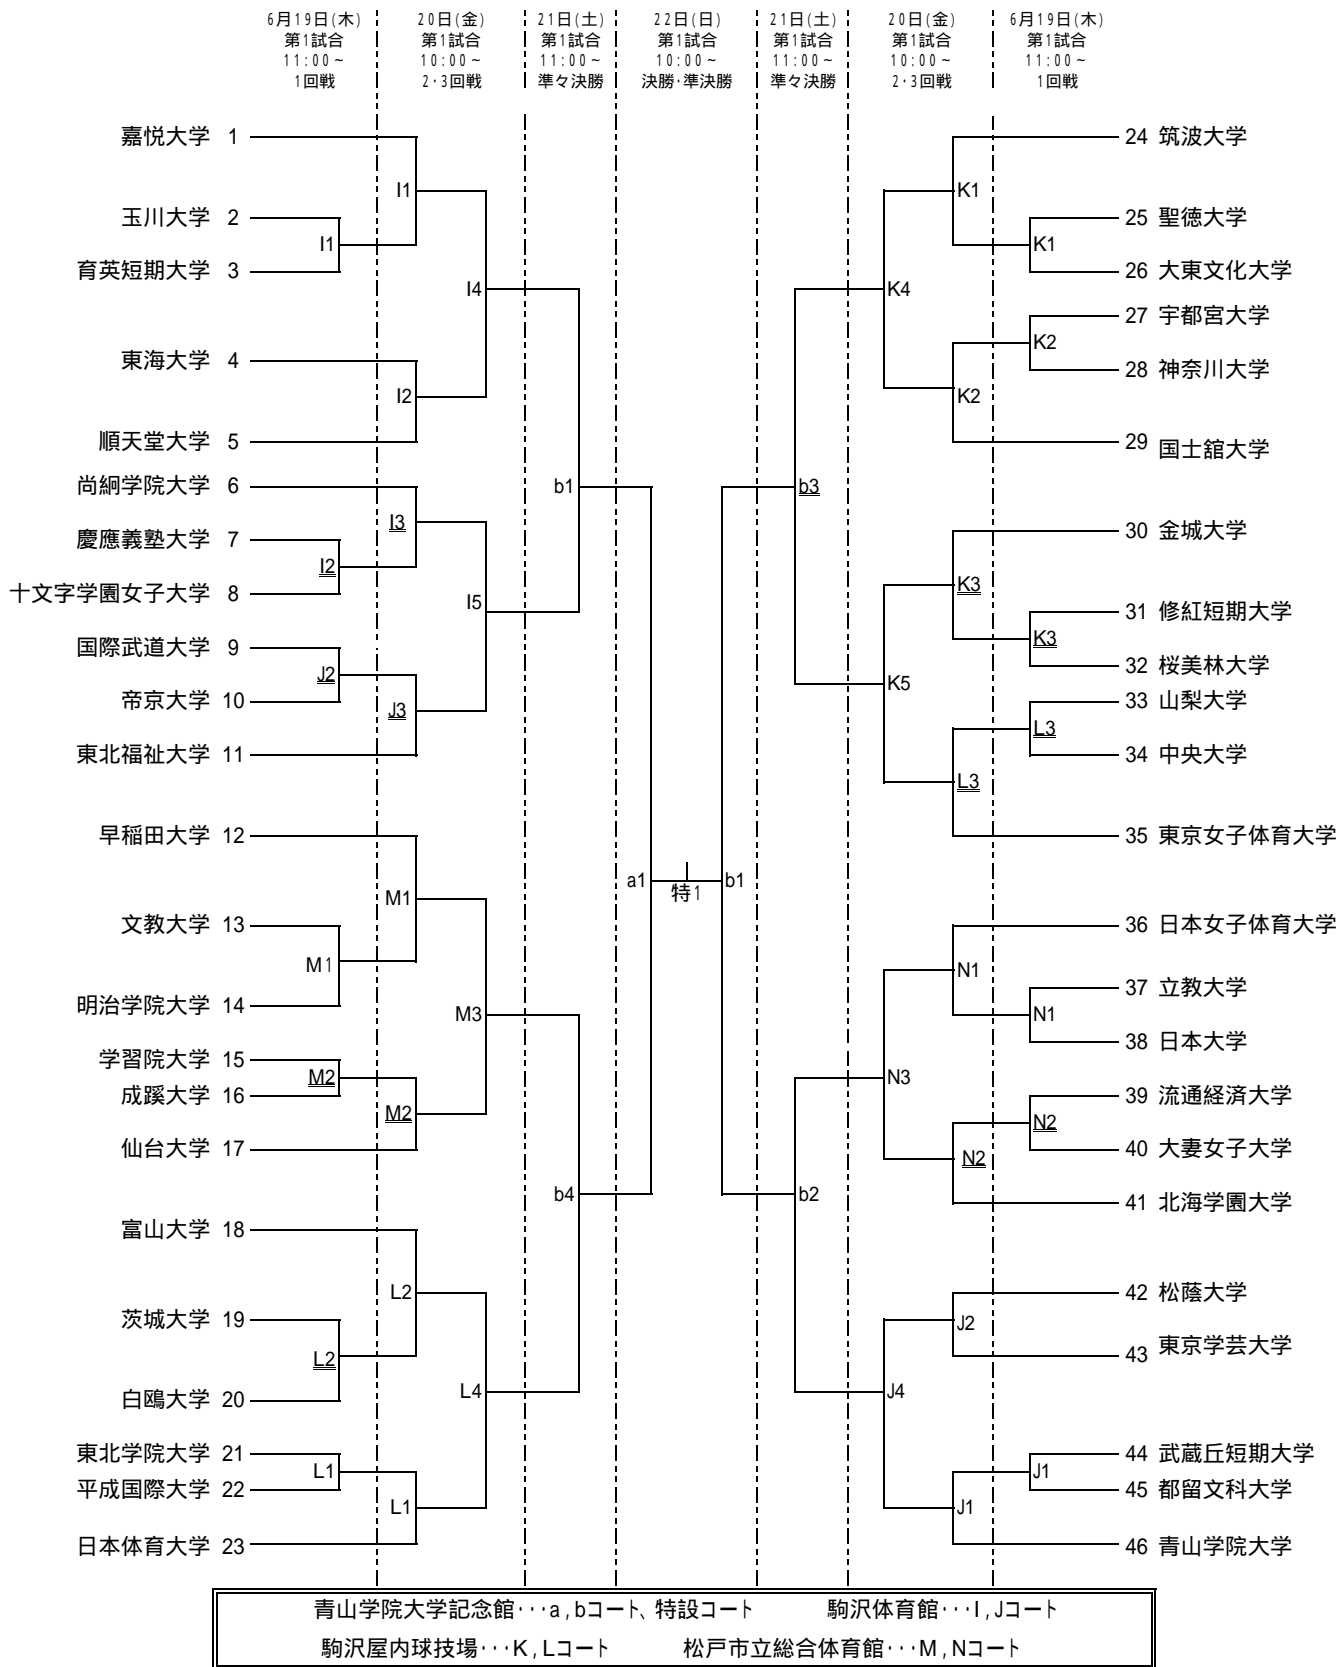 6月19日(木) 20日(金) 21日(土) 22日(日) 21日(土) 20日(金) 6月19日(木)
第1試合 第1試合 第1試合 第1試合 第1試合 第1試合 第1試合
11:00~ 10:00~ 11:00~ 10:00~ 11:00~ 10:00~ 11:00~
1回戦 2・3回戦 準々決勝 決勝・準決勝 準々決勝 2・3回戦 1回戦
嘉悦大学 1
I1
玉川大学 2
I1
育英短期大学 3
I4
東海大学 4
I2
順天堂大学 5
b1
尚絅学院大学 6
I3
慶應義塾大学 7
I2
十文字学園女子大学 8
I5
国際武道大学 9
J2
帝京大学 10
J3
東北福祉大学 11
早稲田大学 12
a1
M1
文教大学 13
M1
明治学院大学 14
M3
学習院大学 15
M2
成蹊大学 16
M2
仙台大学 17
b4
富山大学 18
L2
茨城大学 19
L2
白鴎大学 20
L4
東北学院大学 21
L1
平成国際大学 22
L1
日本体育大学 23
特1
24 筑波大学
K1
25 聖徳大学
K1
26 大東文化大学
K4
27 宇都宮大学
K2
28 神奈川大学
K2
29 国士舘大学
b3
30 金城大学
K3
31 修紅短期大学
K3
32 桜美林大学
K5
33 山梨大学
L3
34 中央大学
L3
35 東京女子体育大学
b1
36 日本女子体育大学
N1
37 立教大学
N1
38 日本大学
N3
39 流通経済大学
N2
40 大妻女子大学
N2
41 北海学園大学
b2
42 松蔭大学
J2
43 東京学芸大学
J4
44 武蔵丘短期大学
J1
45 都留文科大学
J1
46 青山学院大学
青山学院大学記念館・・・a,bコート、特設コート 駒沢体育館・・・I,Jコート
駒沢屋内球技場・・・K,Lコート 松戸市立総合体育館・・・M,Nコート